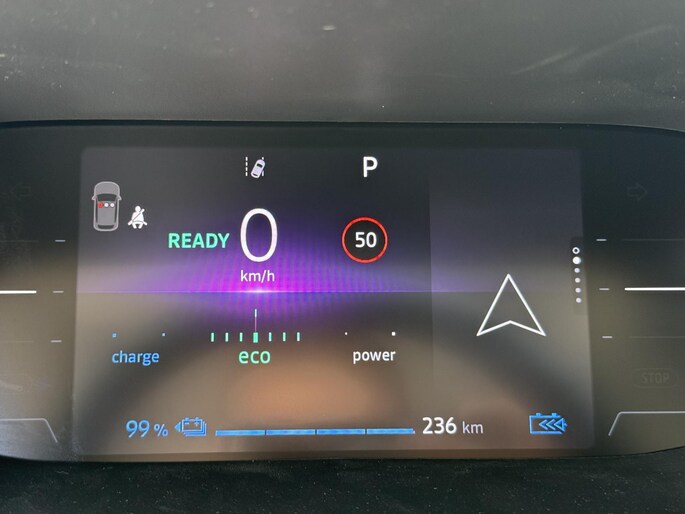 P
READY 0 50
km/h
charge eco power
99 % 236 km
STOP